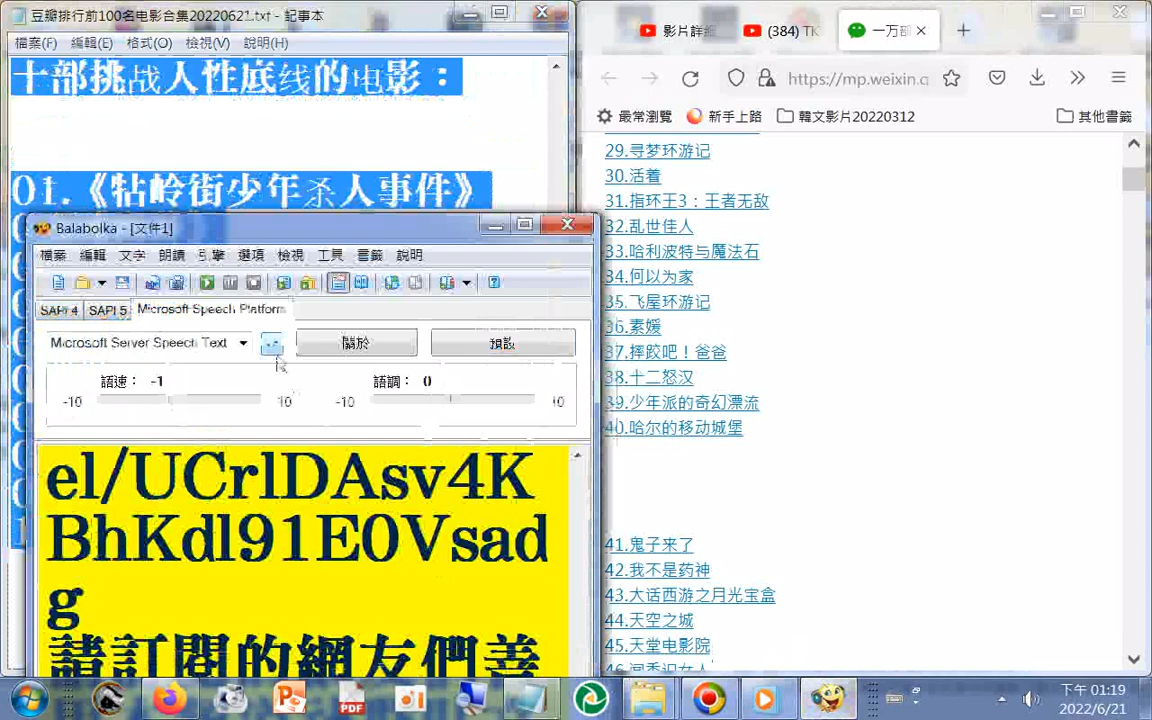 豆瓣排行前100名电影合集20220621.txt - 記事本
檔案(F) 編輯(E) 格式(O) 檢視(V) 說明(H)
十部挑战人性底线的电影：
01.《牯岭街少年杀人事件》
Balabolka - [文件1]
檔案 編輯 文字 朗讀 引擎 選項 檢視 工具 書籤 說明
SAPI 4 SAPI 5 Microsoft Speech Platform
Microsoft Server Speech Text 關於 預設
語速： -1 語調： 0
-10 10 -10 10
el/UCrlDAsv4K
BhKdl91E0Vsad
g
請訂閱的網友們善
影片詳細 (384) TK 一万部
https://mp.weixin.q
最常瀏覽 新手上路 韓文影片20220312 其他書籤
29.寻梦环游记
30.活着
31.指环王3：王者无敌
32.乱世佳人
33.哈利波特与魔法石
34.何以为家
35.飞屋环游记
36.素媛
37.摔跤吧！爸爸
38.十二怒汉
39.少年派的奇幻漂流
40.哈尔的移动城堡
41.鬼子来了
42.我不是药神
43.大话西游之月光宝盒
44.天空之城
45.天堂电影院
下午 01:19
2022/6/21